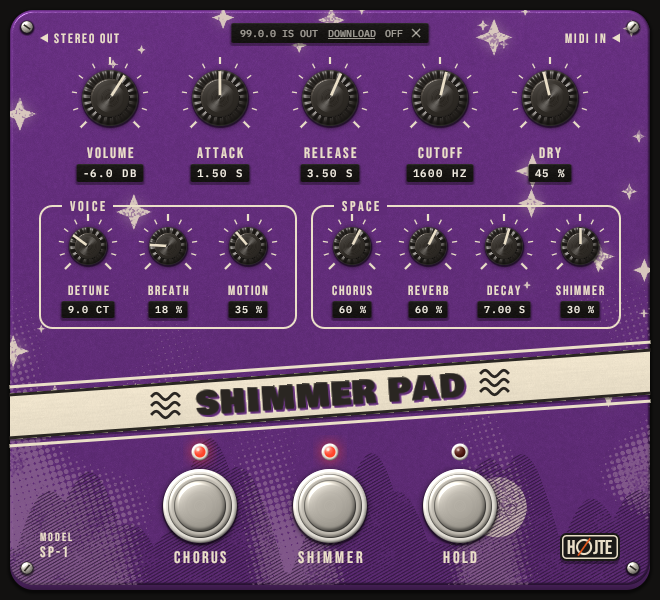 99.0.0 IS OUT DOWNLOAD OFF
STEREO OUT
MIDI IN
VOLUME ATTACK RELEASE CUTOFF DRY
-6.0 DB 1.50 S 3.50 S 1600 HZ 45 %
VOICE SPACE
DETUNE BREATH MOTION CHORUS REVERB DECAY SHIMMER
9.0 CT 18 % 35 % 60 % 60 % 7.00 S 30 %
SHIMMER PAD
CHORUS SHIMMER HOLD
MODEL
SP-1
HØJTE